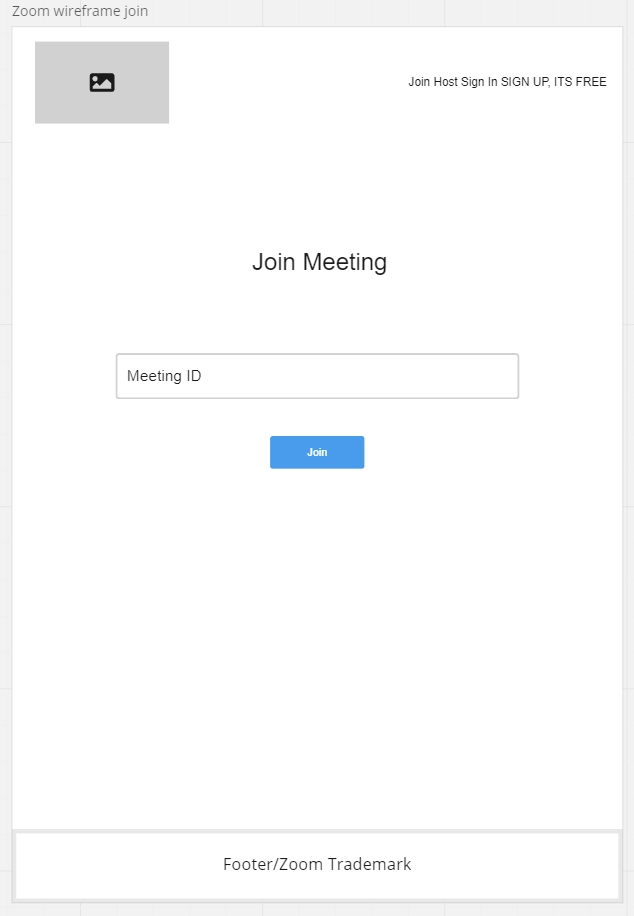 Zoom wireframe join
Join Host Sign In SIGN UP, ITS FREE
Join Meeting
Meeting ID
Join
Footer/Zoom Trademark